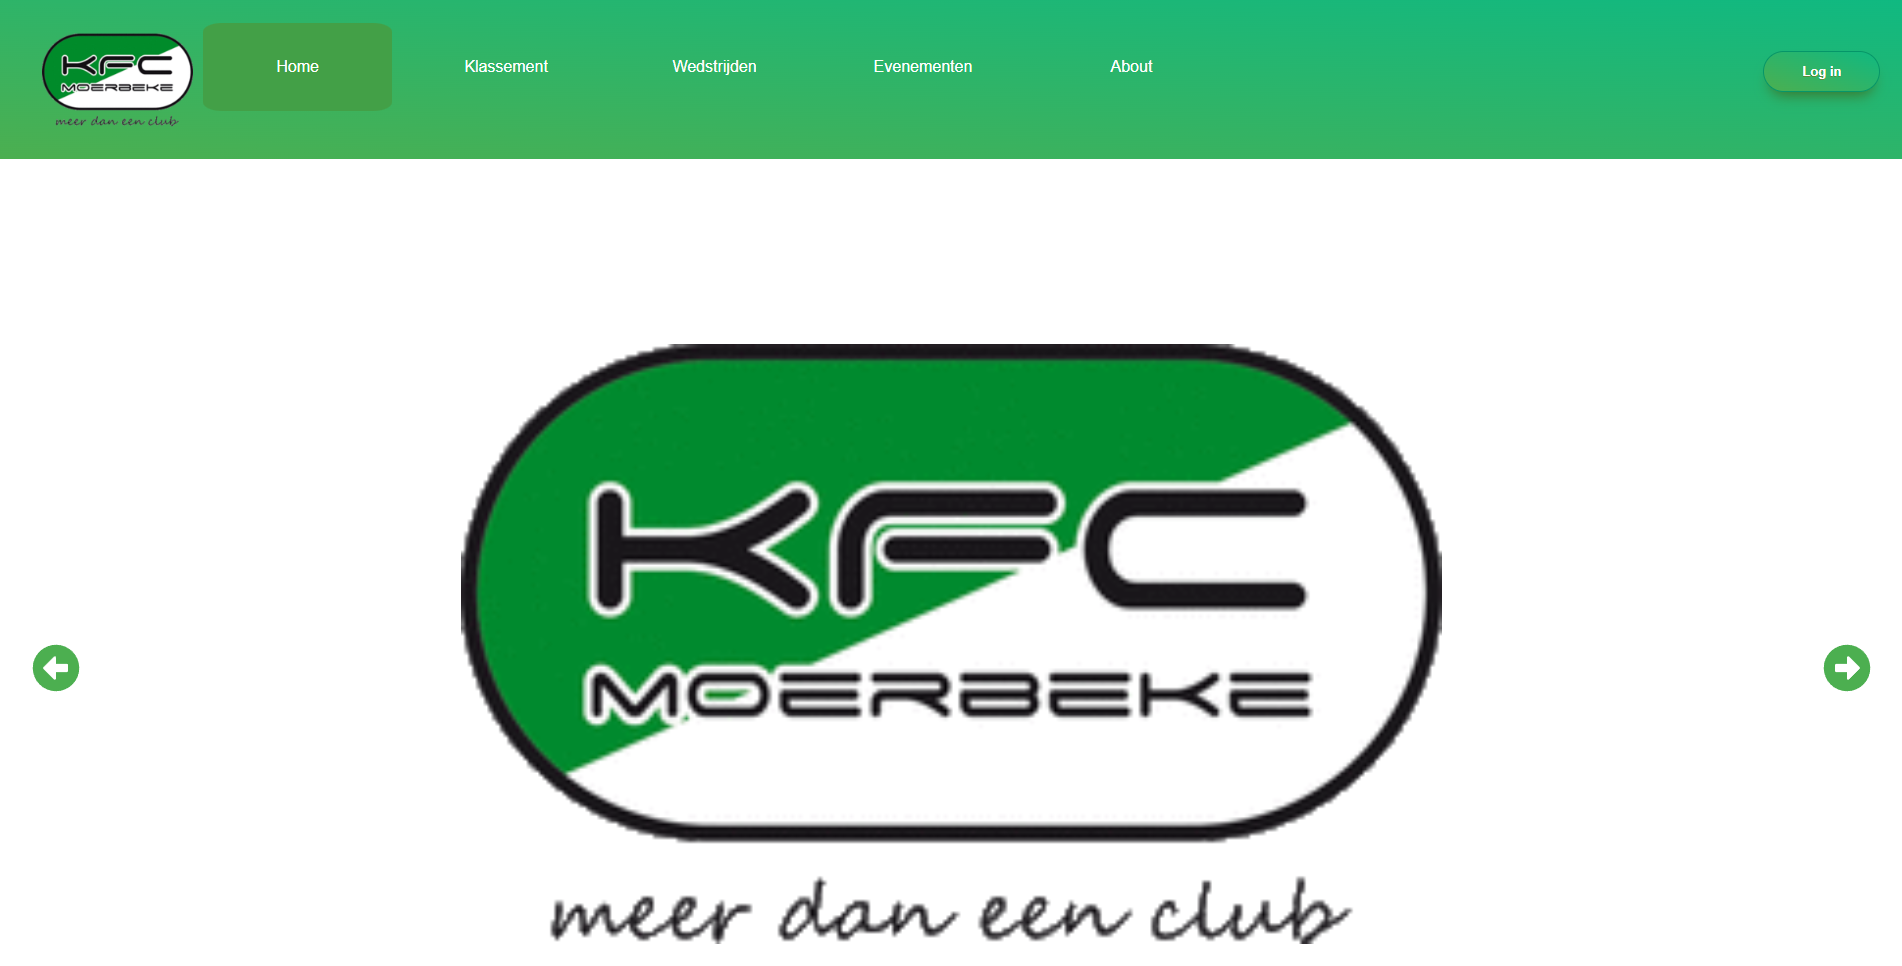 KFC
MOERBEKE
meer dan een club
Home
Klassement
Wedstrijden
Evenementen
About
Log in
KFC
MOERBEKE
meer dan een club